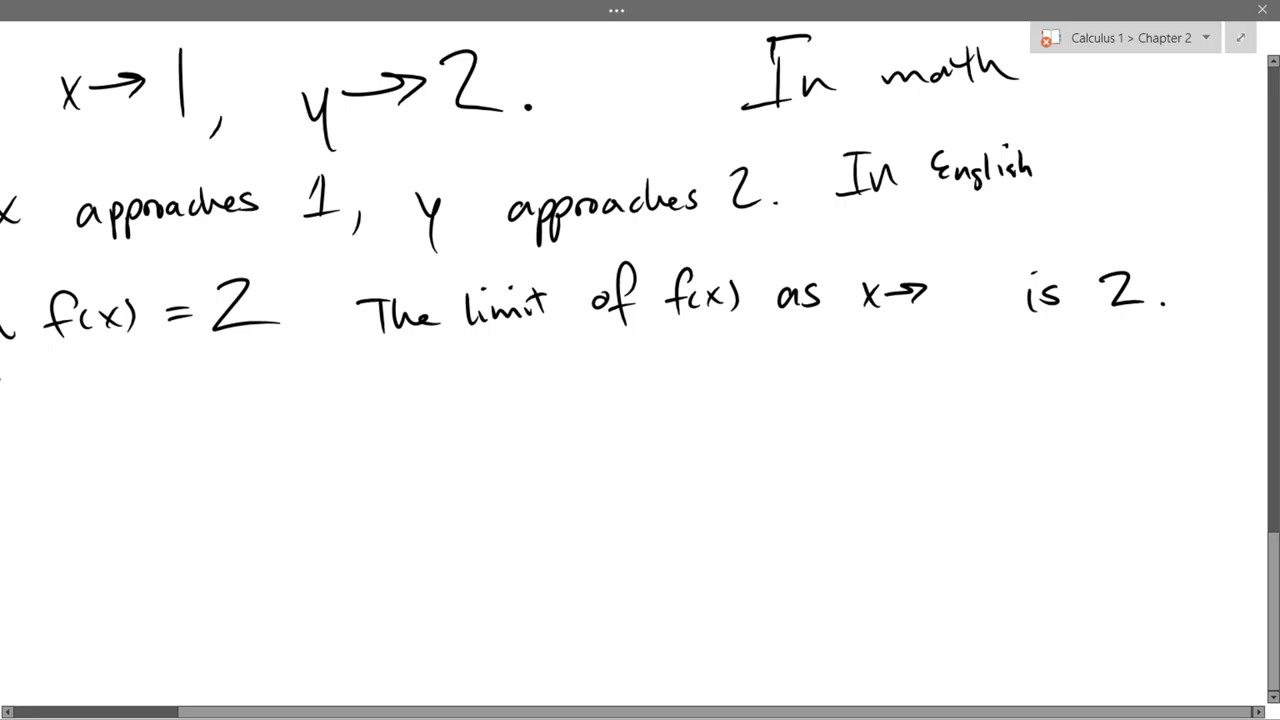 Calculus 1 > Chapter 2
x → 1, y → 2. In math
x approaches 1, y approaches 2. In English
f(x) = 2 The limit of f(x) as x → is 2.